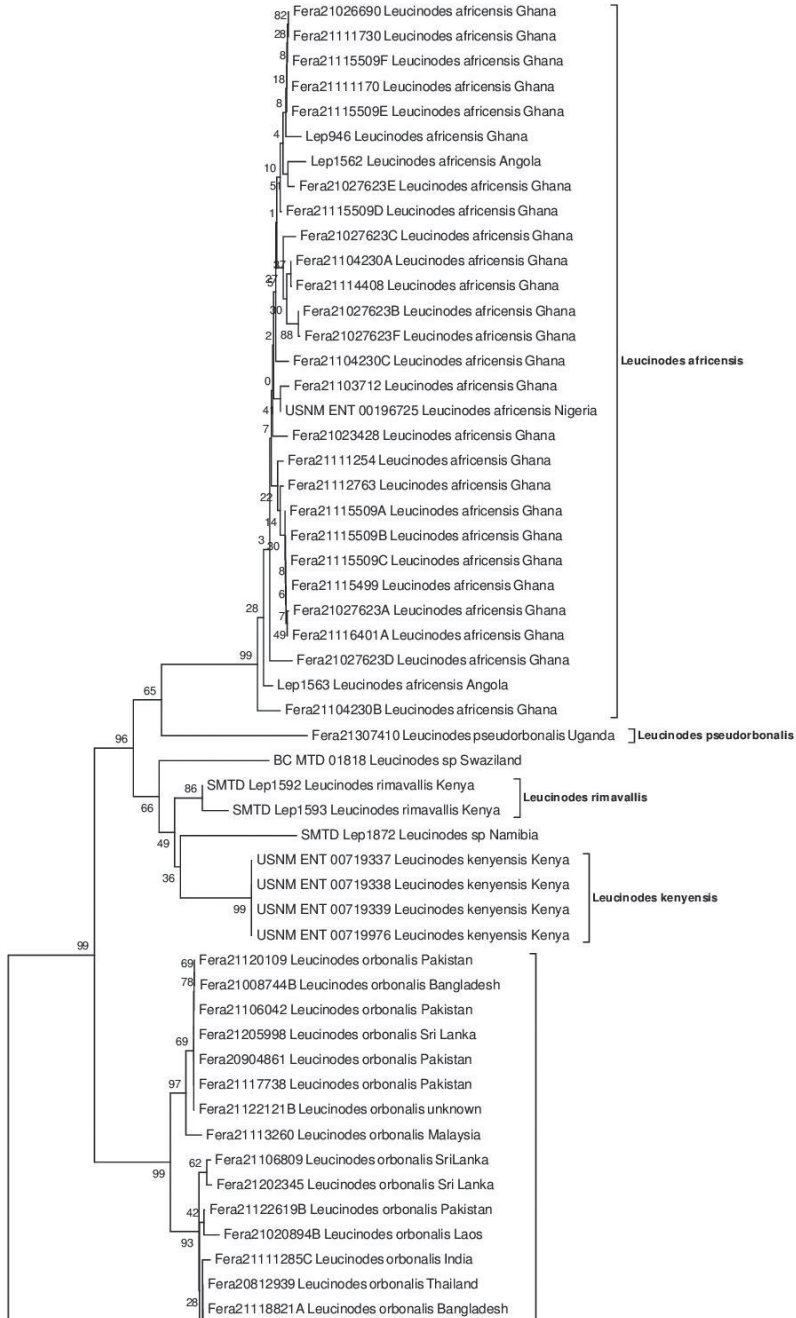 82
Fera21026690 Leucinodes africensis Ghana
28
Fera21111730 Leucinodes africensis Ghana
8
Fera21115509F Leucinodes africensis Ghana
18
Fera21111170 Leucinodes africensis Ghana
8
Fera21115509E Leucinodes africensis Ghana
4
Lep946 Leucinodes africensis Ghana
10
Lep1562 Leucinodes africensis Angola
51
Fera21027623E Leucinodes africensis Ghana
1
Fera21115509D Leucinodes africensis Ghana
Fera21027623C Leucinodes africensis Ghana
Fera21104230A Leucinodes africensis Ghana
27
Fera21114408 Leucinodes africensis Ghana
30
Fera21027623B Leucinodes africensis Ghana
2
88
Fera21027623F Leucinodes africensis Ghana
Fera21104230C Leucinodes africensis Ghana
Leucinodes africensis
0
Fera21103712 Leucinodes africensis Ghana
4
USNM ENT 00196725 Leucinodes africensis Nigeria
7
Fera21023428 Leucinodes africensis Ghana
Fera21111254 Leucinodes africensis Ghana
Fera21112763 Leucinodes africensis Ghana
22
Fera21115509A Leucinodes africensis Ghana
14
Fera21115509B Leucinodes africensis Ghana
3
30
Fera21115509C Leucinodes africensis Ghana
8
Fera21115499 Leucinodes africensis Ghana
6
Fera21027623A Leucinodes africensis Ghana
28
7
49
Fera21116401A Leucinodes africensis Ghana
99
Fera21027623D Leucinodes africensis Ghana
65
Lep1563 Leucinodes africensis Angola
Fera21104230B Leucinodes africensis Ghana
96
Fera21307410 Leucinodes pseudorbonalis Uganda
Leucinodes pseudorbonalis
BC MTD 01818 Leucinodes sp Swaziland
86
SMTD Lep1592 Leucinodes rimavallis Kenya
Leucinodes rimavallis
66
SMTD Lep1593 Leucinodes rimavallis Kenya
49
SMTD Lep1872 Leucinodes sp Namibia
USNM ENT 00719337 Leucinodes kenyensis Kenya
36
USNM ENT 00719338 Leucinodes kenyensis Kenya
Leucinodes kenyensis
99
USNM ENT 00719339 Leucinodes kenyensis Kenya
USNM ENT 00719976 Leucinodes kenyensis Kenya
99
69
Fera21120109 Leucinodes orbonalis Pakistan
78
Fera21008744B Leucinodes orbonalis Bangladesh
Fera21106042 Leucinodes orbonalis Pakistan
Fera21205998 Leucinodes orbonalis Sri Lanka
69
Fera20904861 Leucinodes orbonalis Pakistan
97
Fera21117738 Leucinodes orbonalis Pakistan
Fera21122121B Leucinodes orbonalis unknown
Fera21113260 Leucinodes orbonalis Malaysia
99
62
Fera21106809 Leucinodes orbonalis SriLanka
Fera21202345 Leucinodes orbonalis Sri Lanka
42
Fera21122619B Leucinodes orbonalis Pakistan
Fera21020894B Leucinodes orbonalis Laos
93
Fera21111285C Leucinodes orbonalis India
Fera20812939 Leucinodes orbonalis Thailand
28
Fera21118821A Leucinodes orbonalis Bangladesh